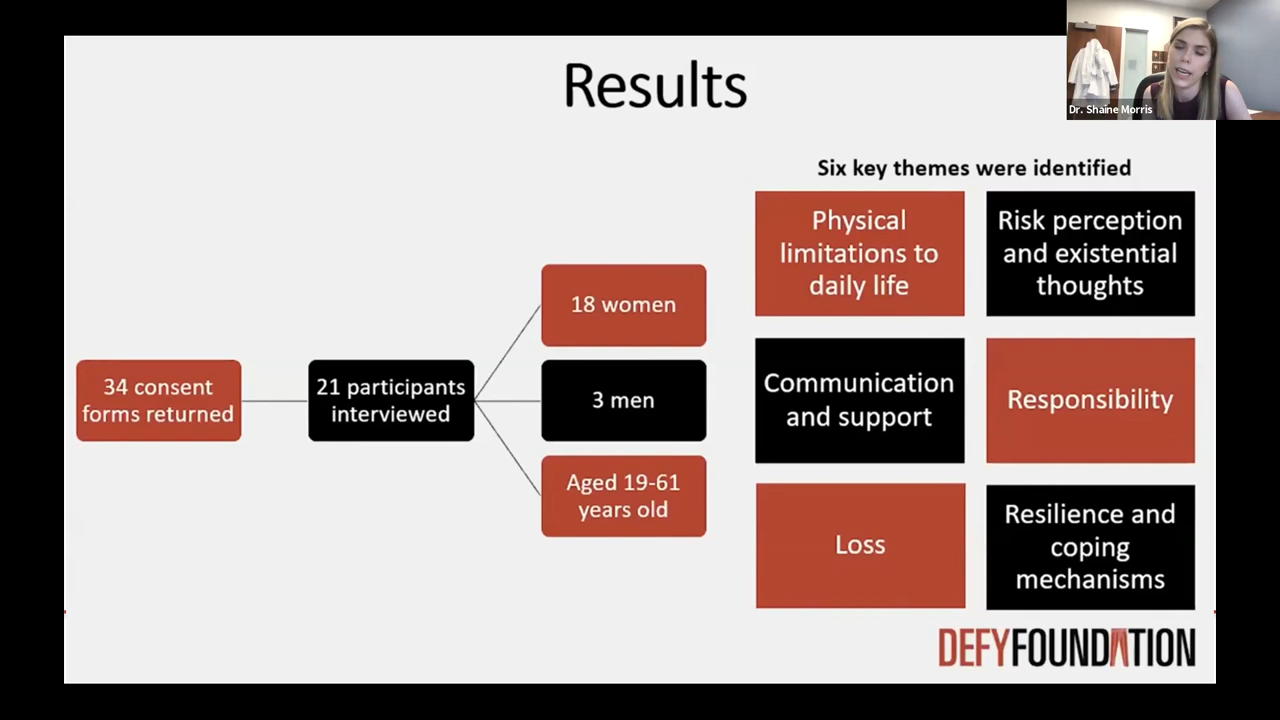 Results
Dr. Shaine Morris
34 consent
forms returned
21 participants
interviewed
18 women
3 men
Aged 19-61
years old
Six key themes were identified
Physical
limitations to
daily life
Risk perception
and existential
thoughts
Communication
and support
Responsibility
Loss
Resilience and
coping
mechanisms
DEFYFOUNDATION